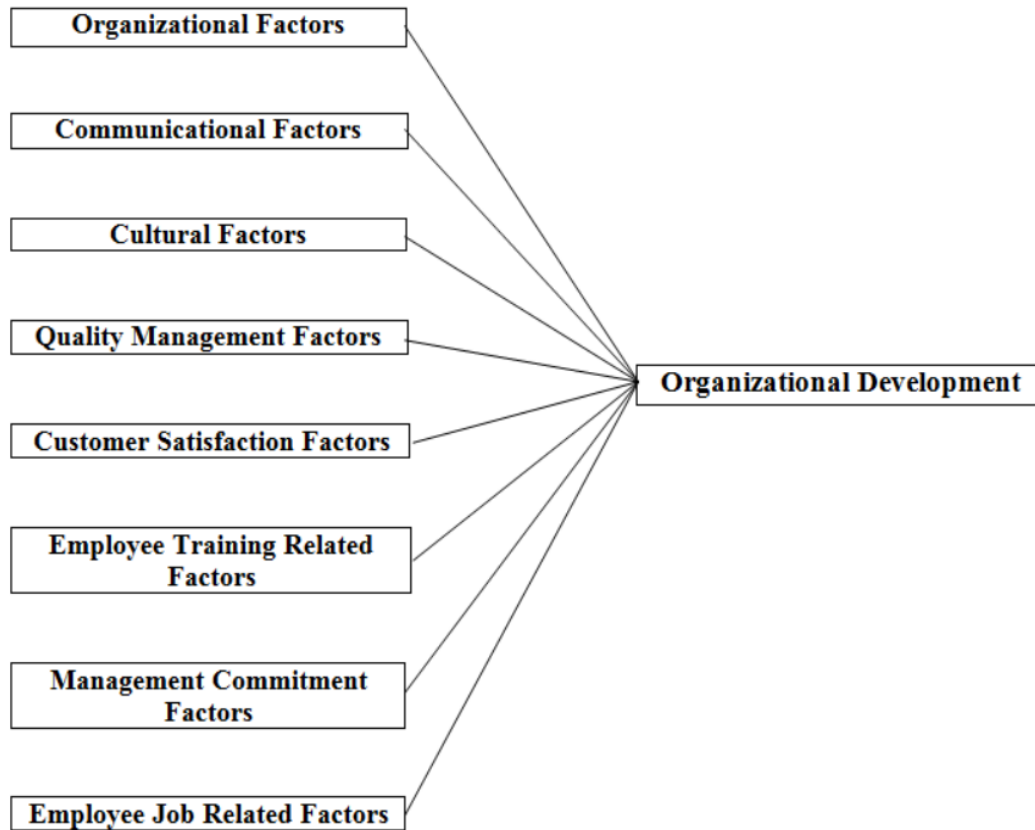 Organizational Factors
Communicational Factors
Cultural Factors
Quality Management Factors
Organizational Development
Customer Satisfaction Factors
Employee Training Related
Factors
Management Commitment
Factors
Employee Job Related Factors